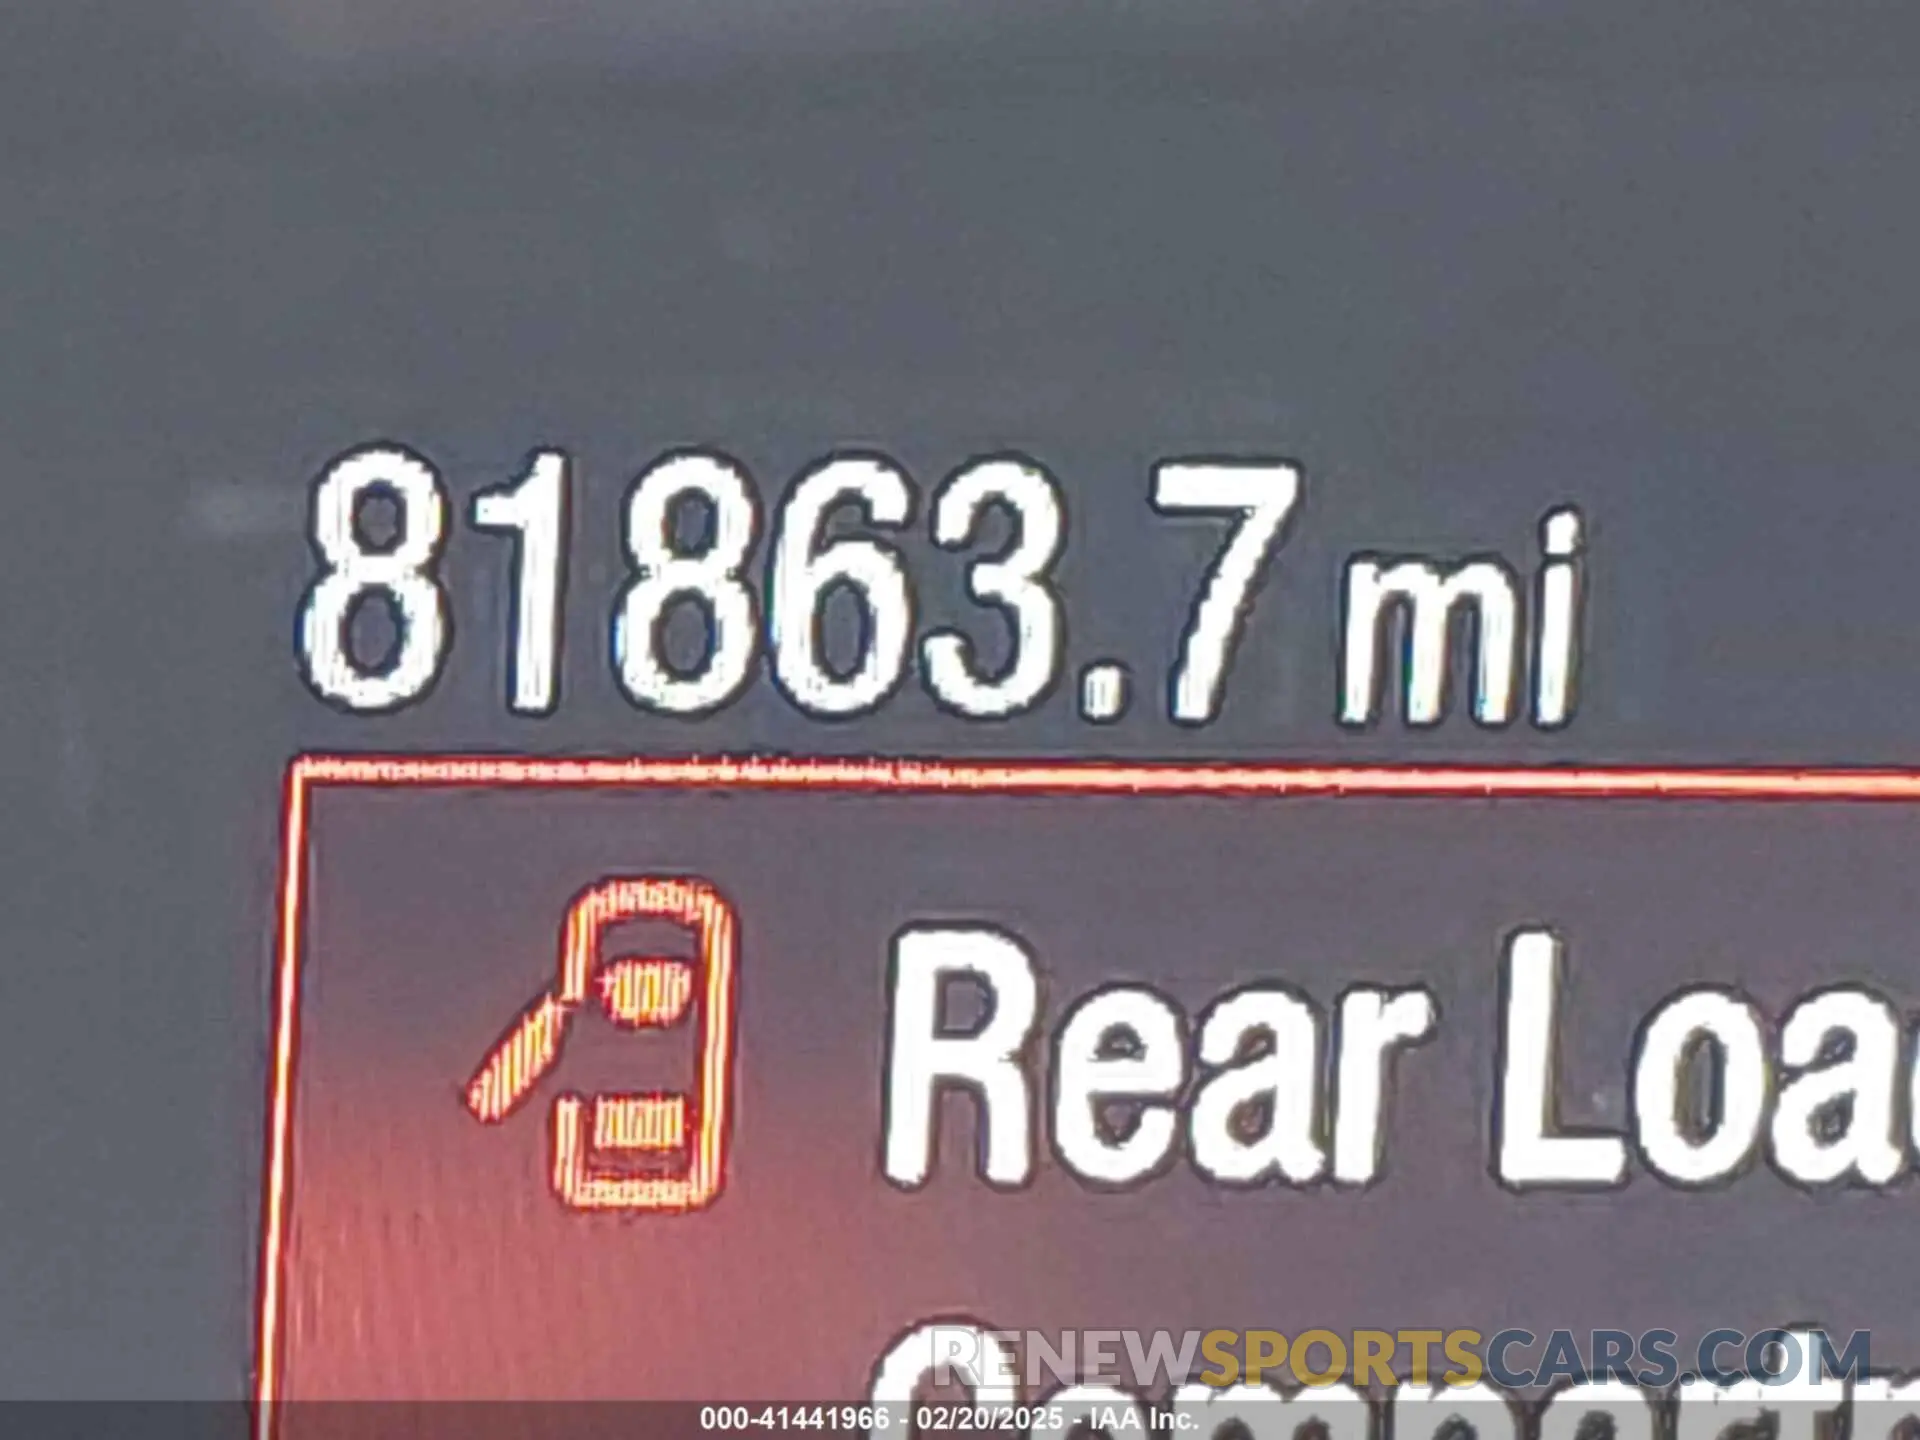 81863.7 mi
Rear Loa
RENEWSPORTSCARS.COM
000-41441966 - 02/20/2025 - IAA Inc.